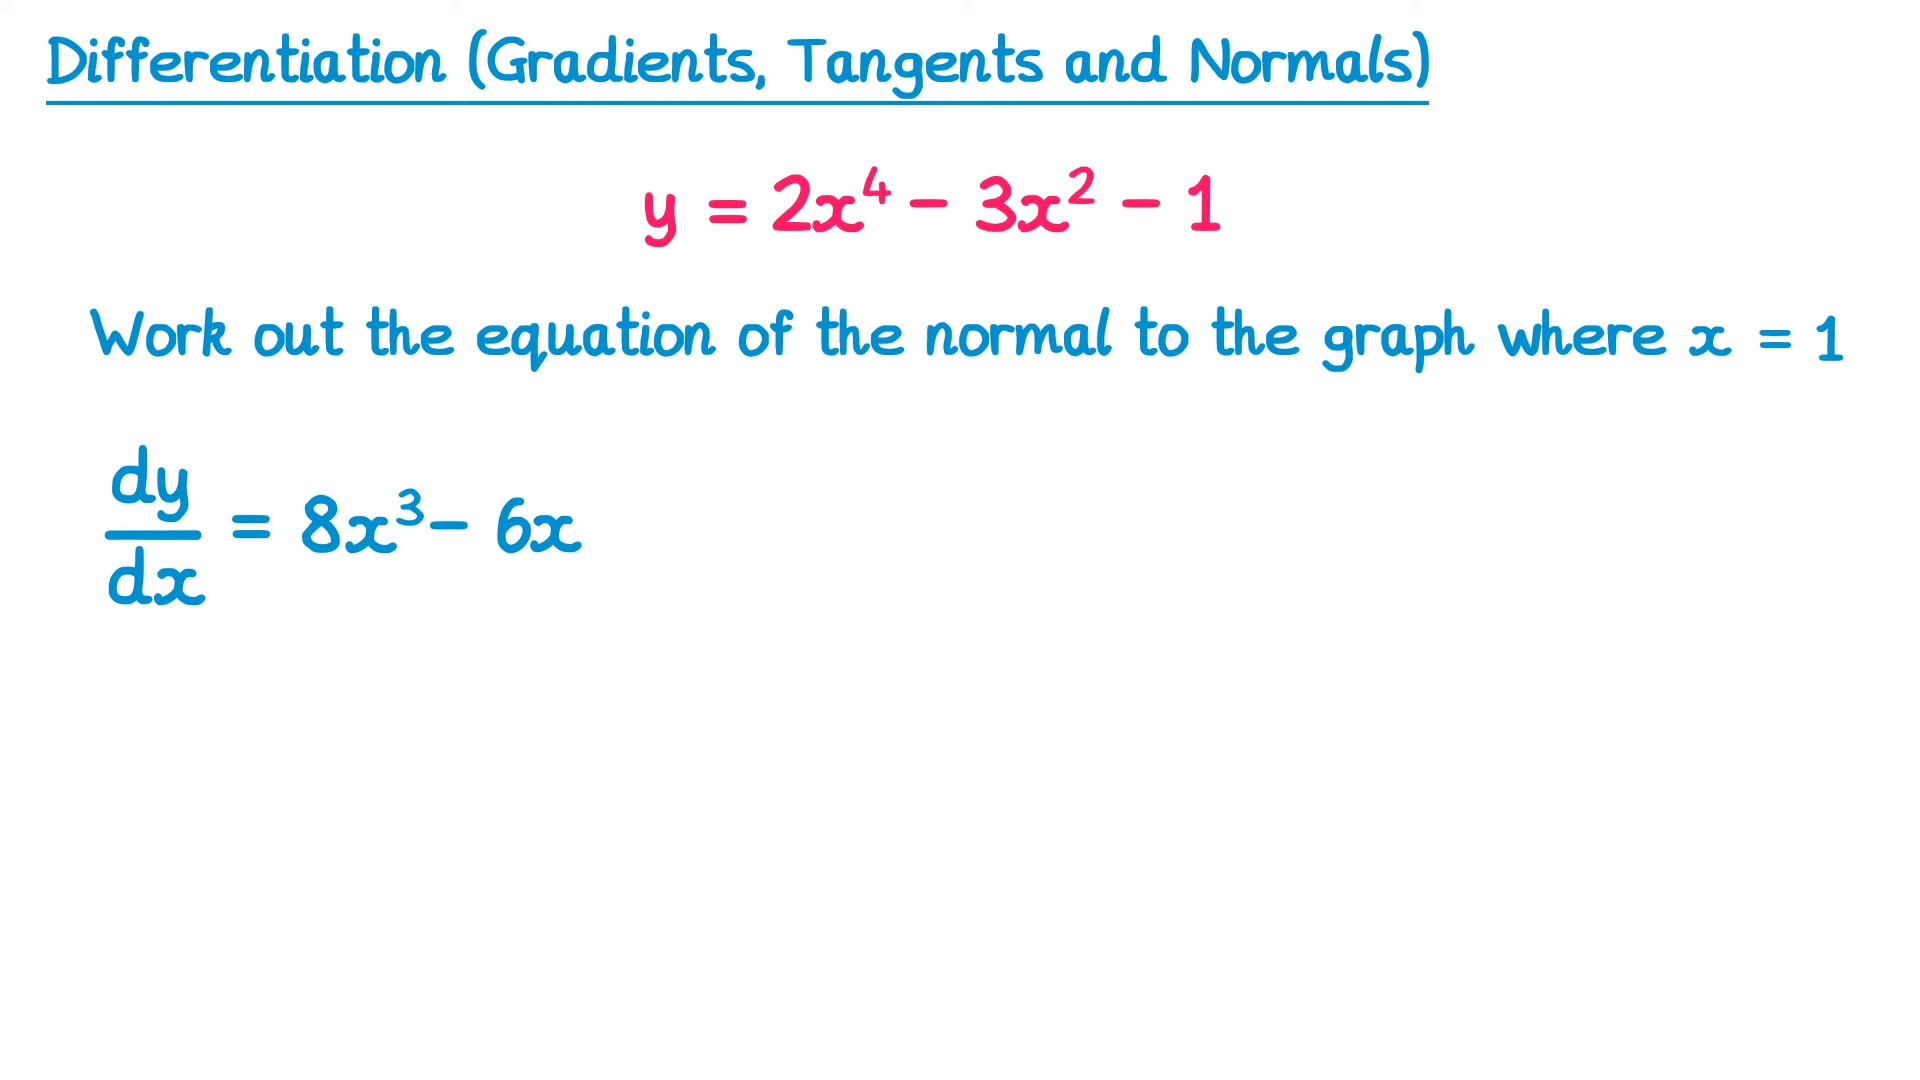 Differentiation (Gradients, Tangents and Normals)
y = 2x⁴ − 3x² − 1
Work out the equation of the normal to the graph where x = 1
dy/dx = 8x³ − 6x